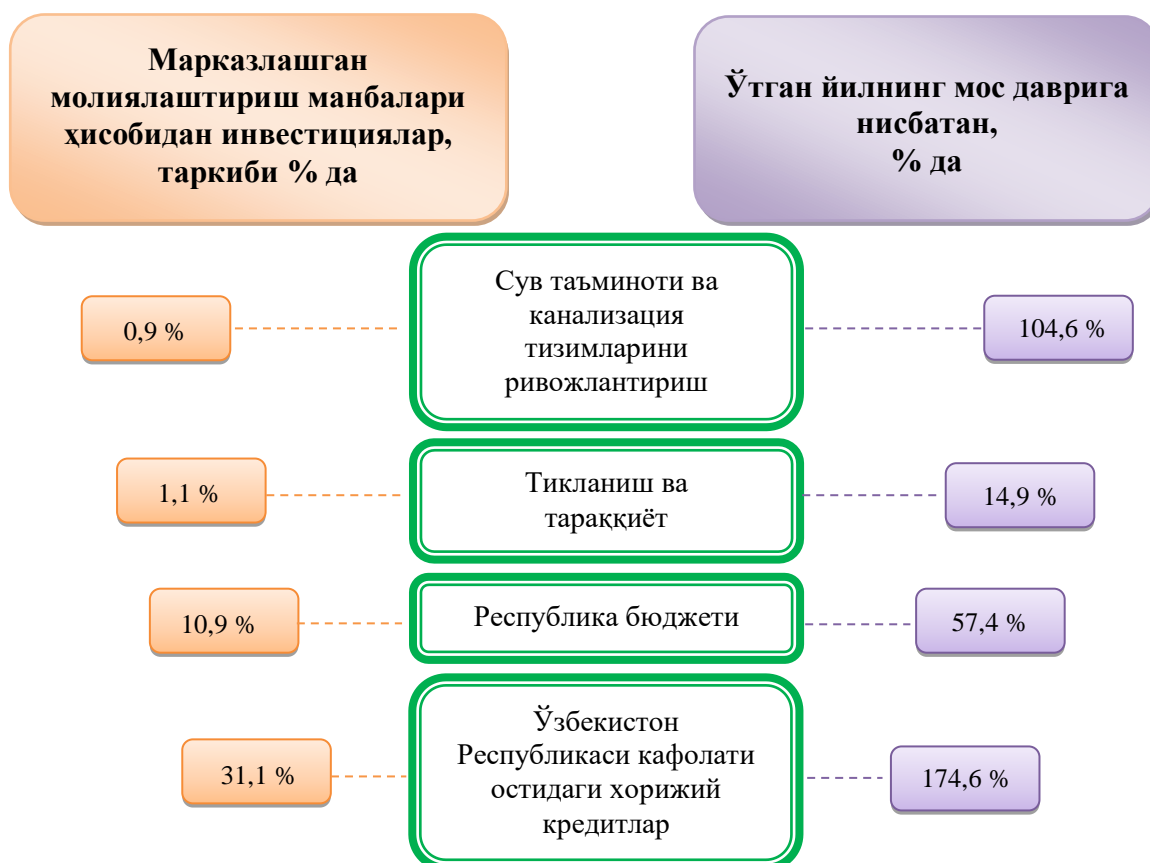 Марказлашган
молиялаштириш манбалари
ҳисобидан инвестициялар,
таркиби % да
Ўтган йилнинг мос даврига
нисбатан,
% да
0,9 %
Сув таъминоти ва
канализация
тизимларини
ривожлантириш
104,6 %
1,1 %
Тикланиш ва
тараққиёт
14,9 %
10,9 %
Республика бюджети
57,4 %
31,1 %
Ўзбекистон
Республикаси кафолати
остидаги хорижий
кредитлар
174,6 %